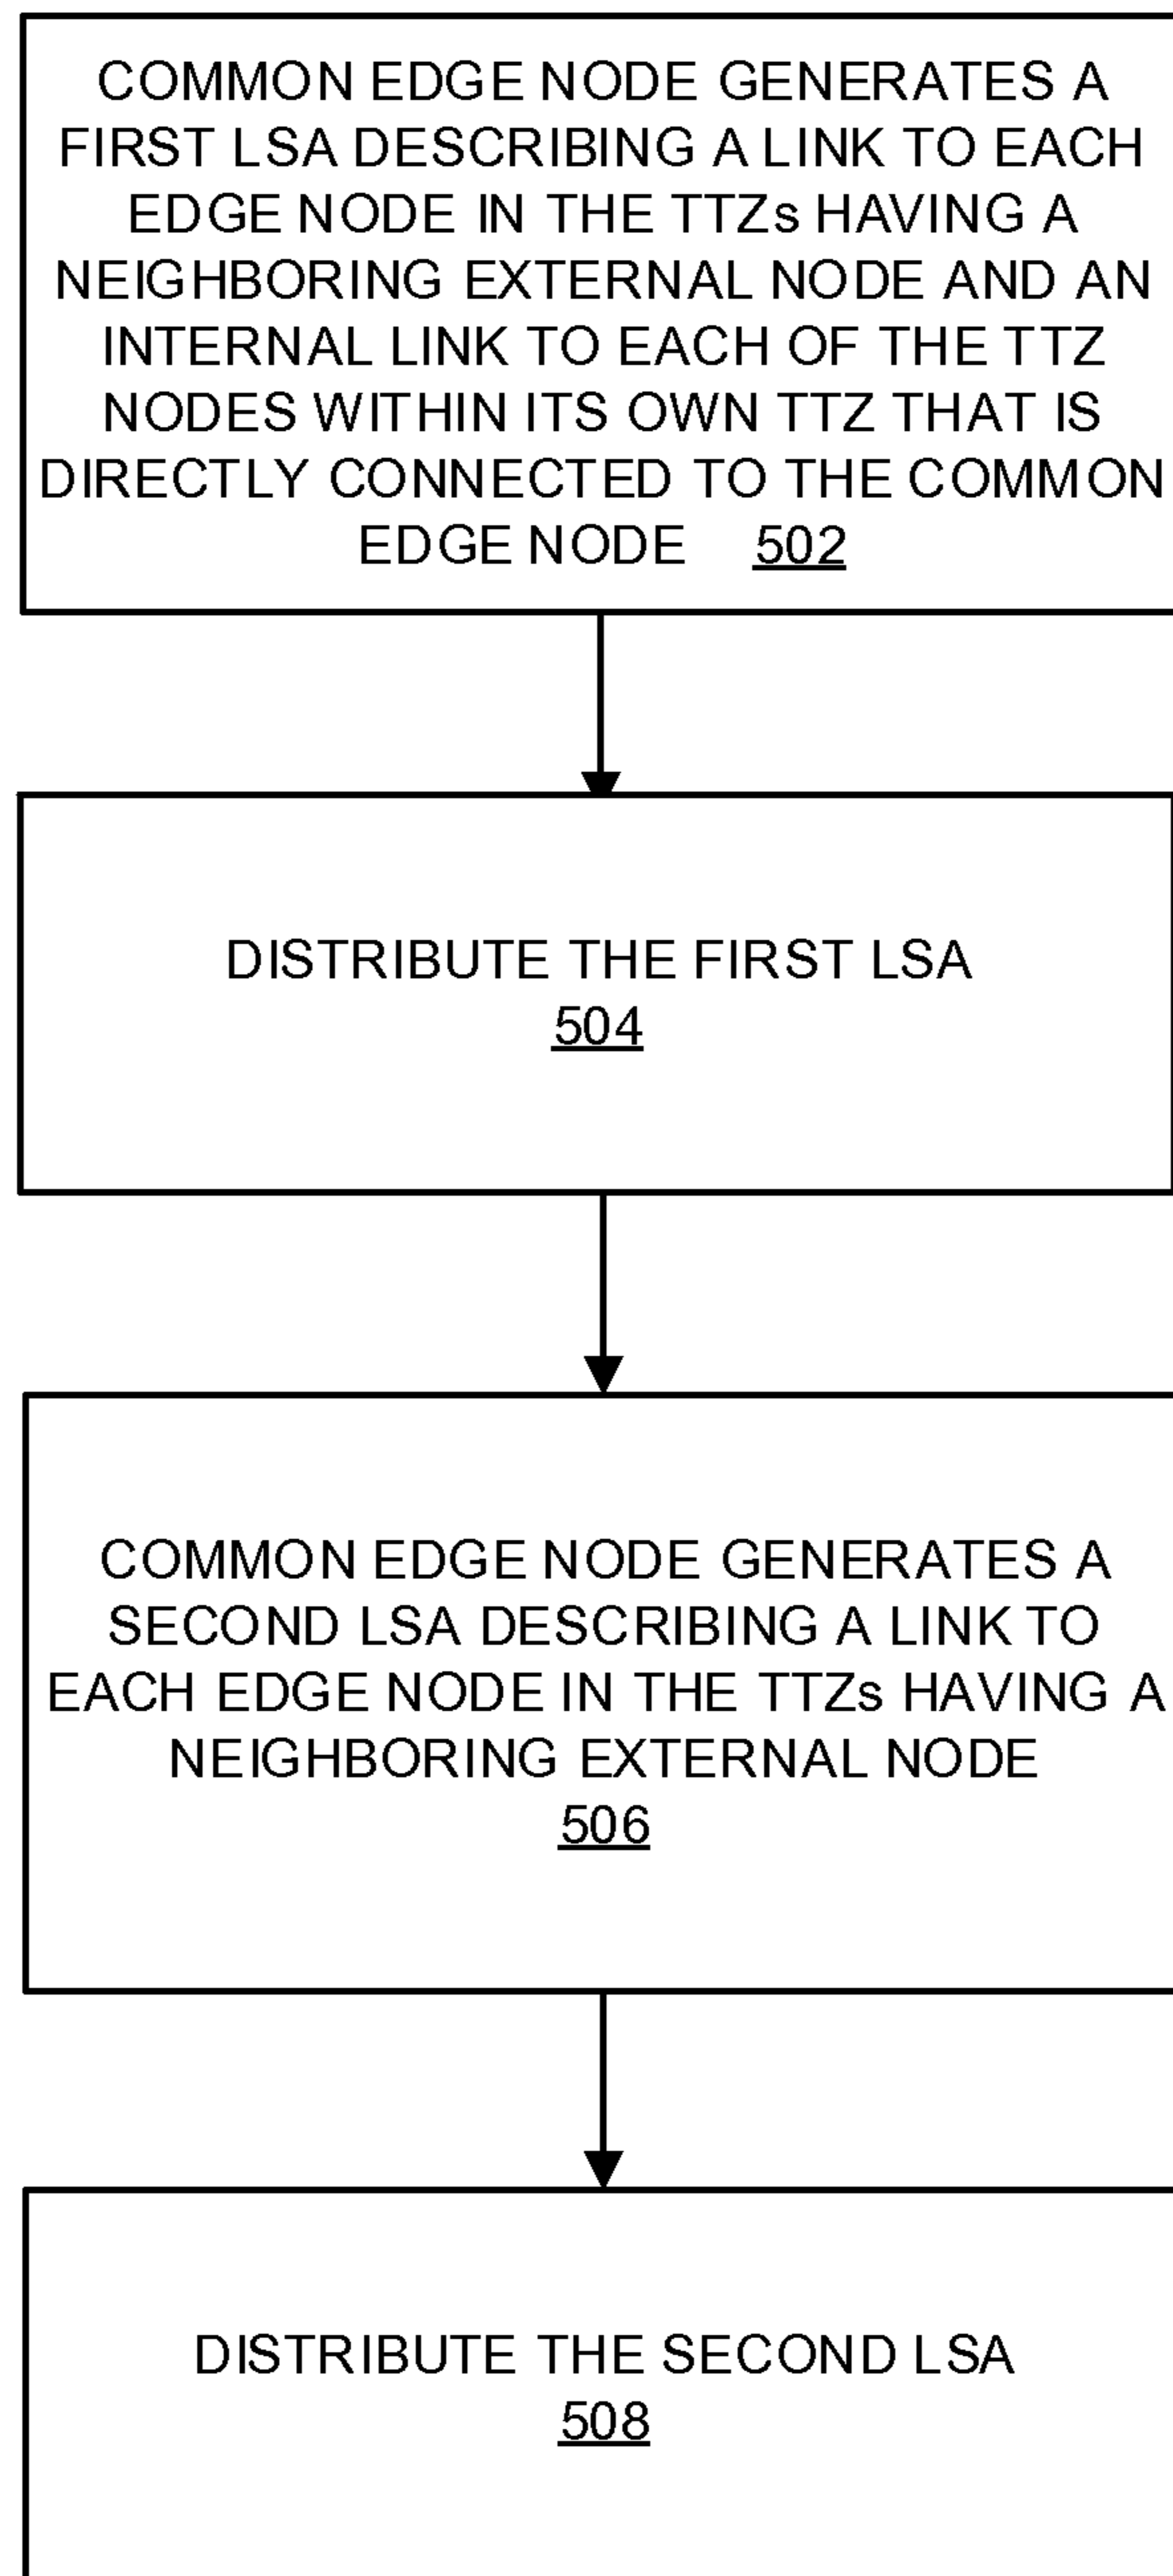 COMMON EDGE NODE GENERATES A
FIRST LSA DESCRIBING A LINK TO EACH
EDGE NODE IN THE TTZs HAVING A
NEIGHBORING EXTERNAL NODE AND AN
INTERNAL LINK TO EACH OF THE TTZ
NODES WITHIN ITS OWN TTZ THAT IS
DIRECTLY CONNECTED TO THE COMMON
EDGE NODE 502
DISTRIBUTE THE FIRST LSA
504
COMMON EDGE NODE GENERATES A
SECOND LSA DESCRIBING A LINK TO
EACH EDGE NODE IN THE TTZs HAVING A
NEIGHBORING EXTERNAL NODE
506
DISTRIBUTE THE SECOND LSA
508